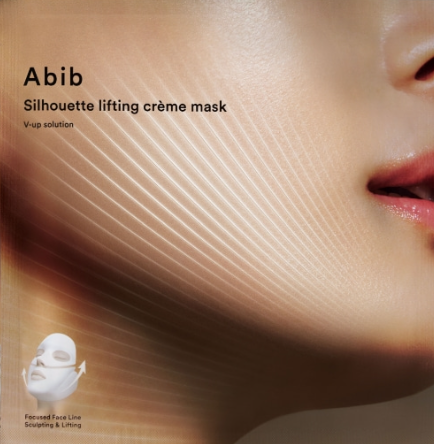 Abib
Silhouette lifting crème mask
V-up solution
Focused Face Line
Sculpting & Lifting